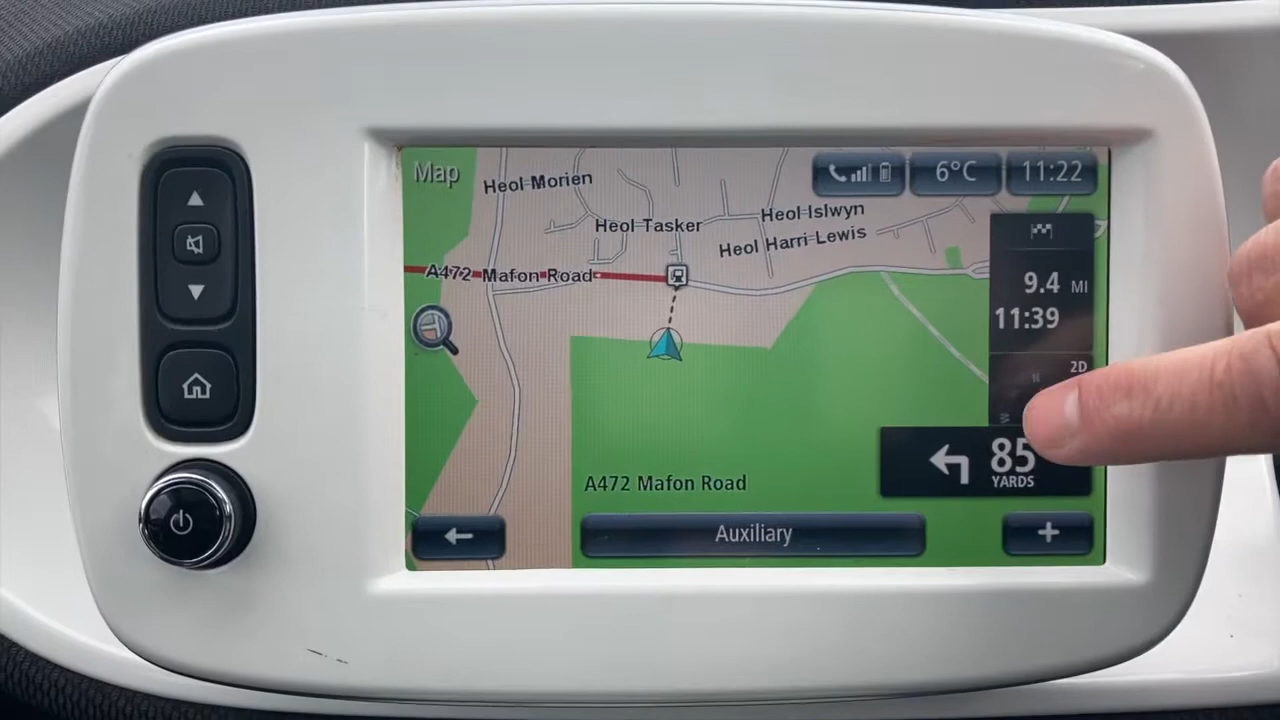 Map
6°C
11:22
Heol Morien
Heol Tasker
Heol Islwyn
Heol Harri Lewis
A472 Mafon Road
9.4 MI
11:39
2D
N
W
85
YARDS
A472 Mafon Road
Auxiliary